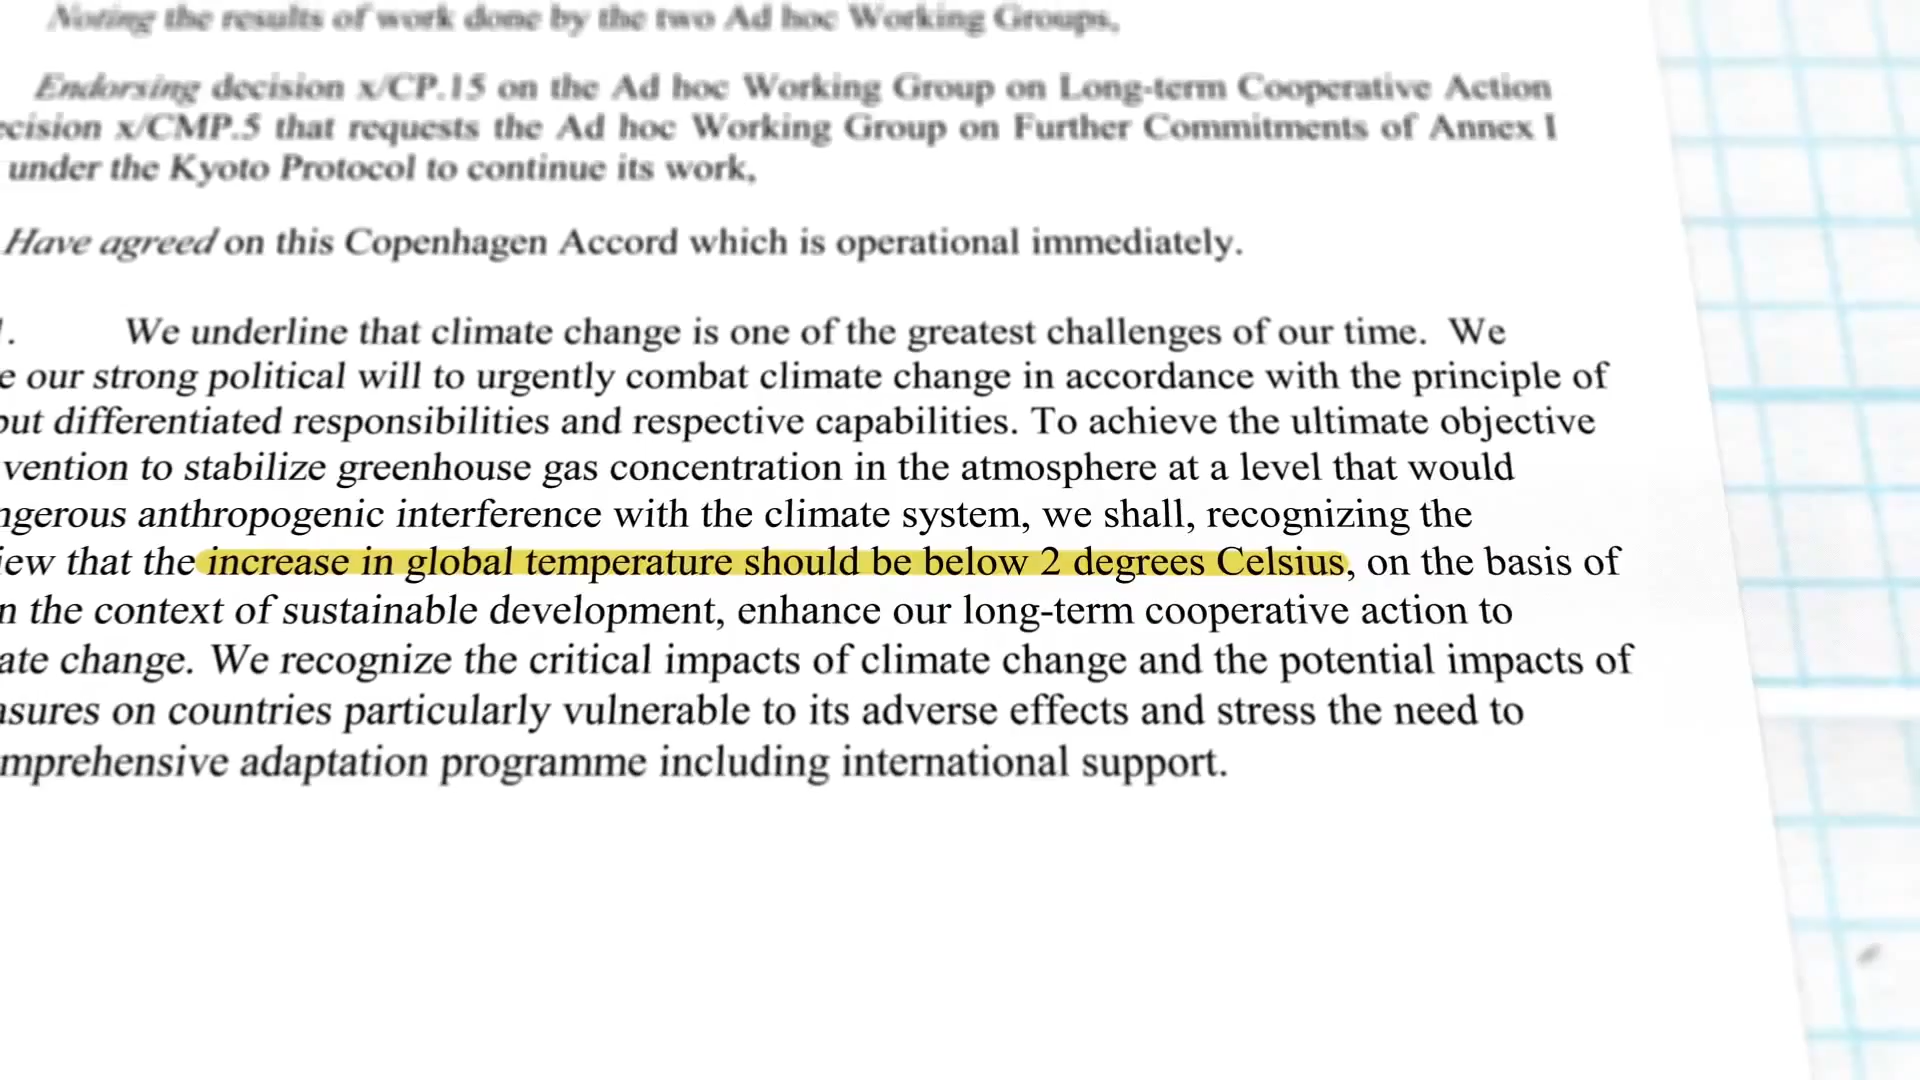 Noting the results of work done by the two Ad hoc Working Groups,
Endorsing decision x/CP.15 on the Ad hoc Working Group on Long-term Cooperative Action
x/CMP.5 that requests the Ad hoc Working Group on Further Commitments of Annex I
under the Kyoto Protocol to continue its work,
Have agreed on this Copenhagen Accord which is operational immediately.
We underline that climate change is one of the greatest challenges of our time. We
our strong political will to urgently combat climate change in accordance with the principle of
but differentiated responsibilities and respective capabilities. To achieve the ultimate objective
vention to stabilize greenhouse gas concentration in the atmosphere at a level that would
ngerous anthropogenic interference with the climate system, we shall, recognizing the
iew that the increase in global temperature should be below 2 degrees Celsius, on the basis of
n the context of sustainable development, enhance our long-term cooperative action to
ate change. We recognize the critical impacts of climate change and the potential impacts of
asures on countries particularly vulnerable to its adverse effects and stress the need to
mprehensive adaptation programme including international support.